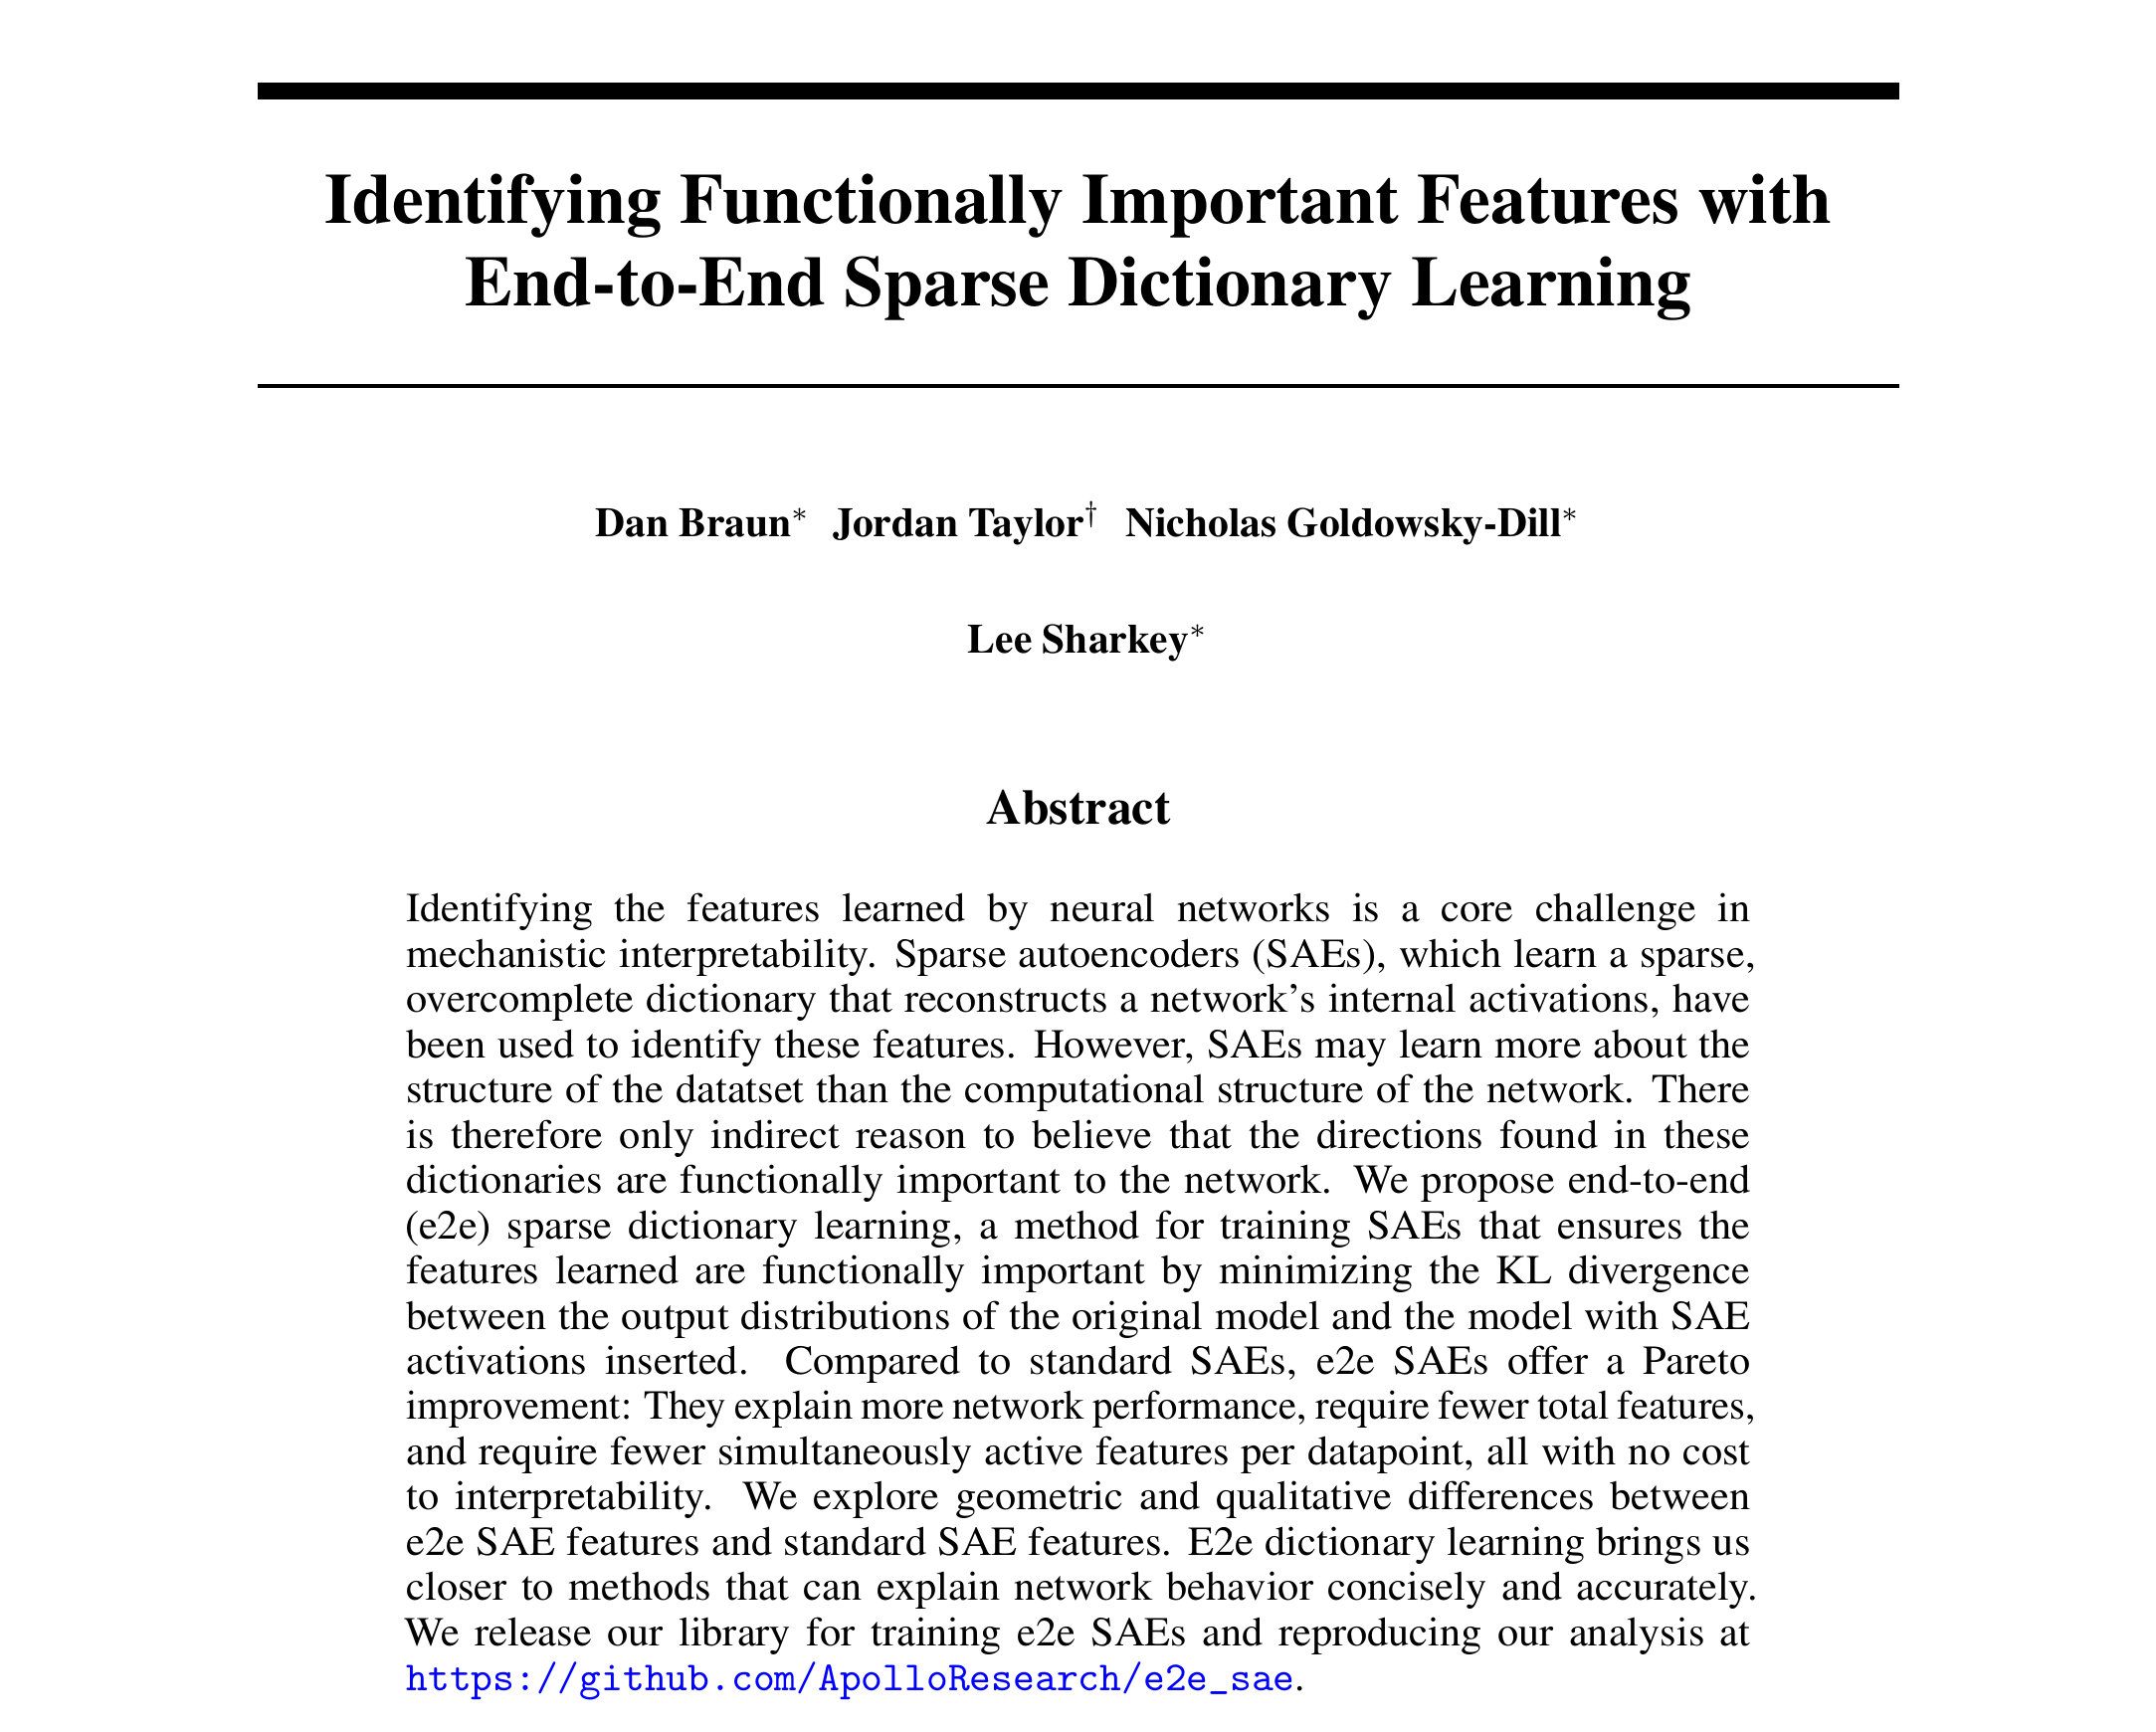 Identifying Functionally Important Features with
End-to-End Sparse Dictionary Learning
Dan Braun* Jordan Taylor† Nicholas Goldowsky-Dill*
Lee Sharkey*
Abstract
Identifying the features learned by neural networks is a core challenge in
mechanistic interpretability. Sparse autoencoders (SAEs), which learn a sparse,
overcomplete dictionary that reconstructs a network's internal activations, have
been used to identify these features. However, SAEs may learn more about the
structure of the datatset than the computational structure of the network. There
is therefore only indirect reason to believe that the directions found in these
dictionaries are functionally important to the network. We propose end-to-end
(e2e) sparse dictionary learning, a method for training SAEs that ensures the
features learned are functionally important by minimizing the KL divergence
between the output distributions of the original model and the model with SAE
activations inserted. Compared to standard SAEs, e2e SAEs offer a Pareto
improvement: They explain more network performance, require fewer total features,
and require fewer simultaneously active features per datapoint, all with no cost
to interpretability. We explore geometric and qualitative differences between
e2e SAE features and standard SAE features. E2e dictionary learning brings us
closer to methods that can explain network behavior concisely and accurately.
We release our library for training e2e SAEs and reproducing our analysis at
https://github.com/ApolloResearch/e2e_sae.